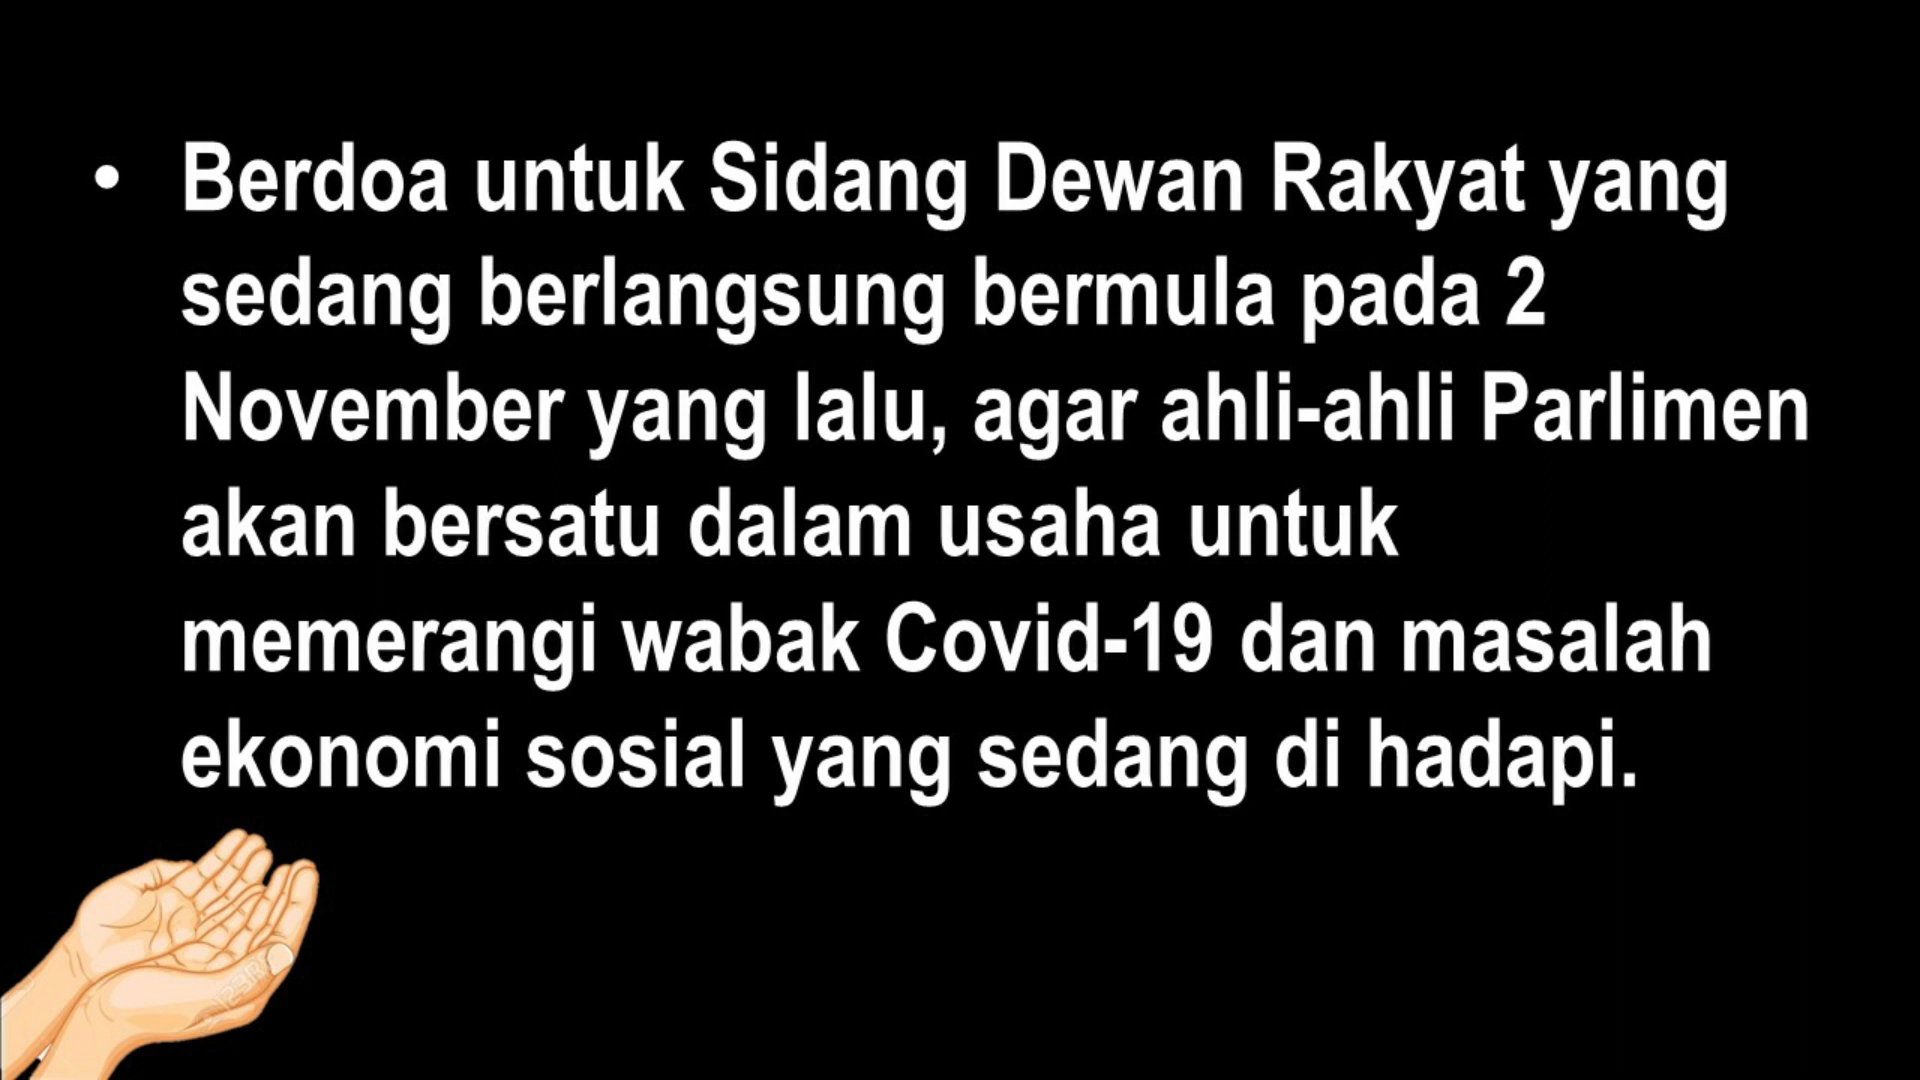 • Berdoa untuk Sidang Dewan Rakyat yang
sedang berlangsung bermula pada 2
November yang lalu, agar ahli-ahli Parlimen
akan bersatu dalam usaha untuk
memerangi wabak Covid-19 dan masalah
ekonomi sosial yang sedang di hadapi.